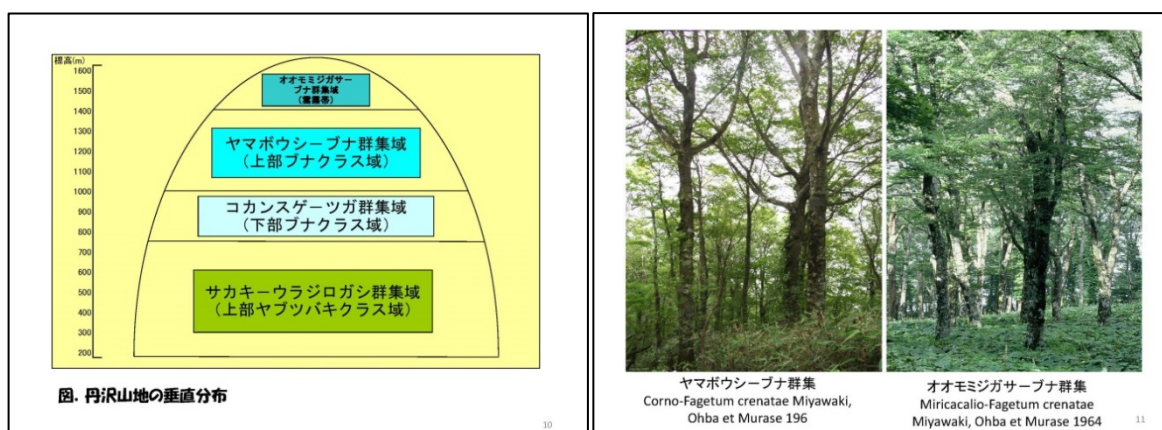 標高(m)
1600
1500
1400
1300
1200
1100
1000
900
800
700
600
500
400
300
200
オオモミジガサー
ブナ群集域
(雲霧帯)
ヤマボウシーブナ群集域
(上部ブナクラス域)
コカンスゲーツガ群集域
(下部ブナクラス域)
サカキーウラジロガシ群集域
(上部ヤブツバキクラス域)
図. 丹沢山地の垂直分布
10
ヤマボウシーブナ群集
Corno-Fagetum crenatae Miyawaki,
Ohba et Murase 196
オオモミジガサーブナ群集
Miricacalio-Fagetum crenatae
Miyawaki, Ohba et Murase 1964
11